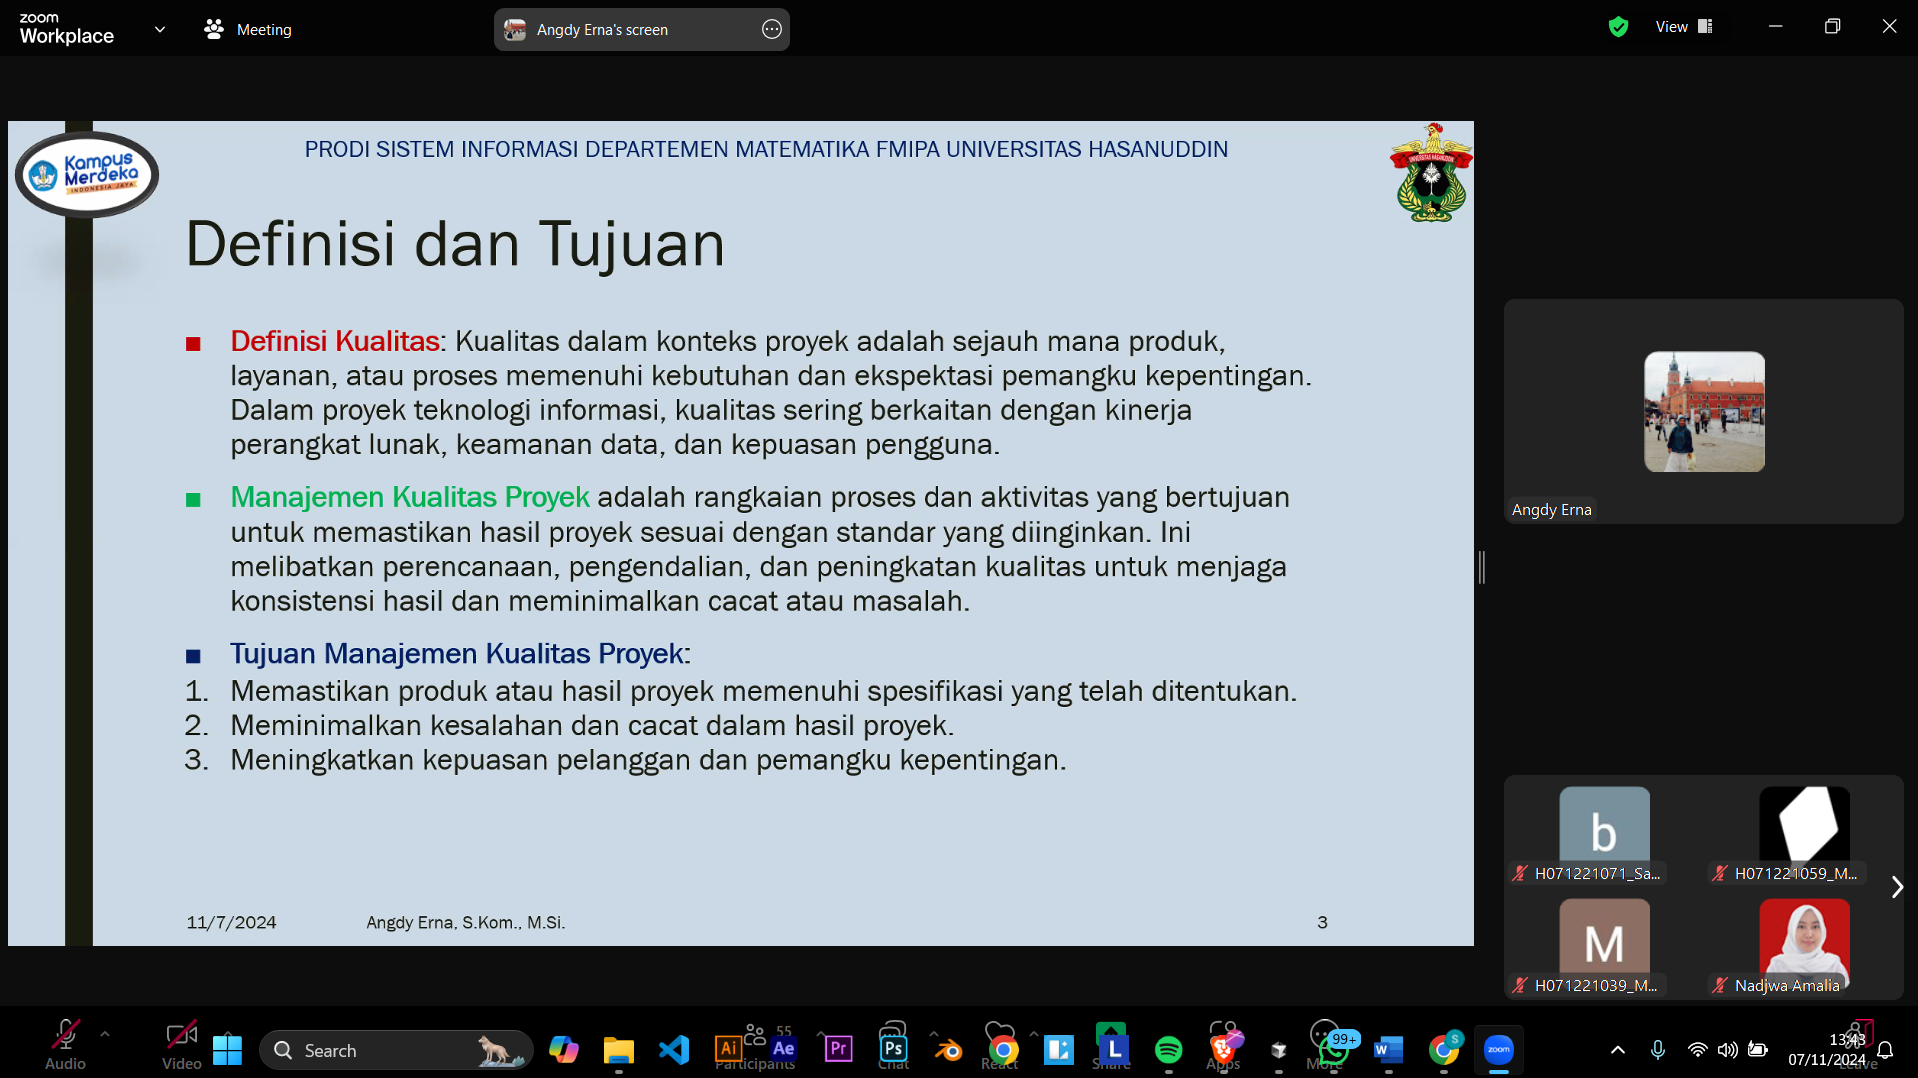 zoom
Workplace
Meeting
Angdy Erna's screen
View
Kampus
Merdeka
INDONESIA JAYA
PRODI SISTEM INFORMASI DEPARTEMEN MATEMATIKA FMIPA UNIVERSITAS HASANUDDIN
UNIVERSITAS HASANUDDIN
Definisi dan Tujuan
Definisi Kualitas: Kualitas dalam konteks proyek adalah sejauh mana produk,
layanan, atau proses memenuhi kebutuhan dan ekspektasi pemangku kepentingan.
Dalam proyek teknologi informasi, kualitas sering berkaitan dengan kinerja
perangkat lunak, keamanan data, dan kepuasan pengguna.
Manajemen Kualitas Proyek adalah rangkaian proses dan aktivitas yang bertujuan
untuk memastikan hasil proyek sesuai dengan standar yang diinginkan. Ini
melibatkan perencanaan, pengendalian, dan peningkatan kualitas untuk menjaga
konsistensi hasil dan meminimalkan cacat atau masalah.
Tujuan Manajemen Kualitas Proyek:
1. Memastikan produk atau hasil proyek memenuhi spesifikasi yang telah ditentukan.
2. Meminimalkan kesalahan dan cacat dalam hasil proyek.
3. Meningkatkan kepuasan pelanggan dan pemangku kepentingan.
11/7/2024
Angdy Erna, S.Kom., M.Si.
3
Angdy Erna
b
H071221071_Sa...
H071221059_M...
M
H071221039_M...
Nadjwa Amalia
Audio
Video
Search
Ai
55
Participants
Ae
Pr
Ps
Chat
React
L
Share
Apps
99+
More
W
S
zoom
13:43
07/11/2024
Leave